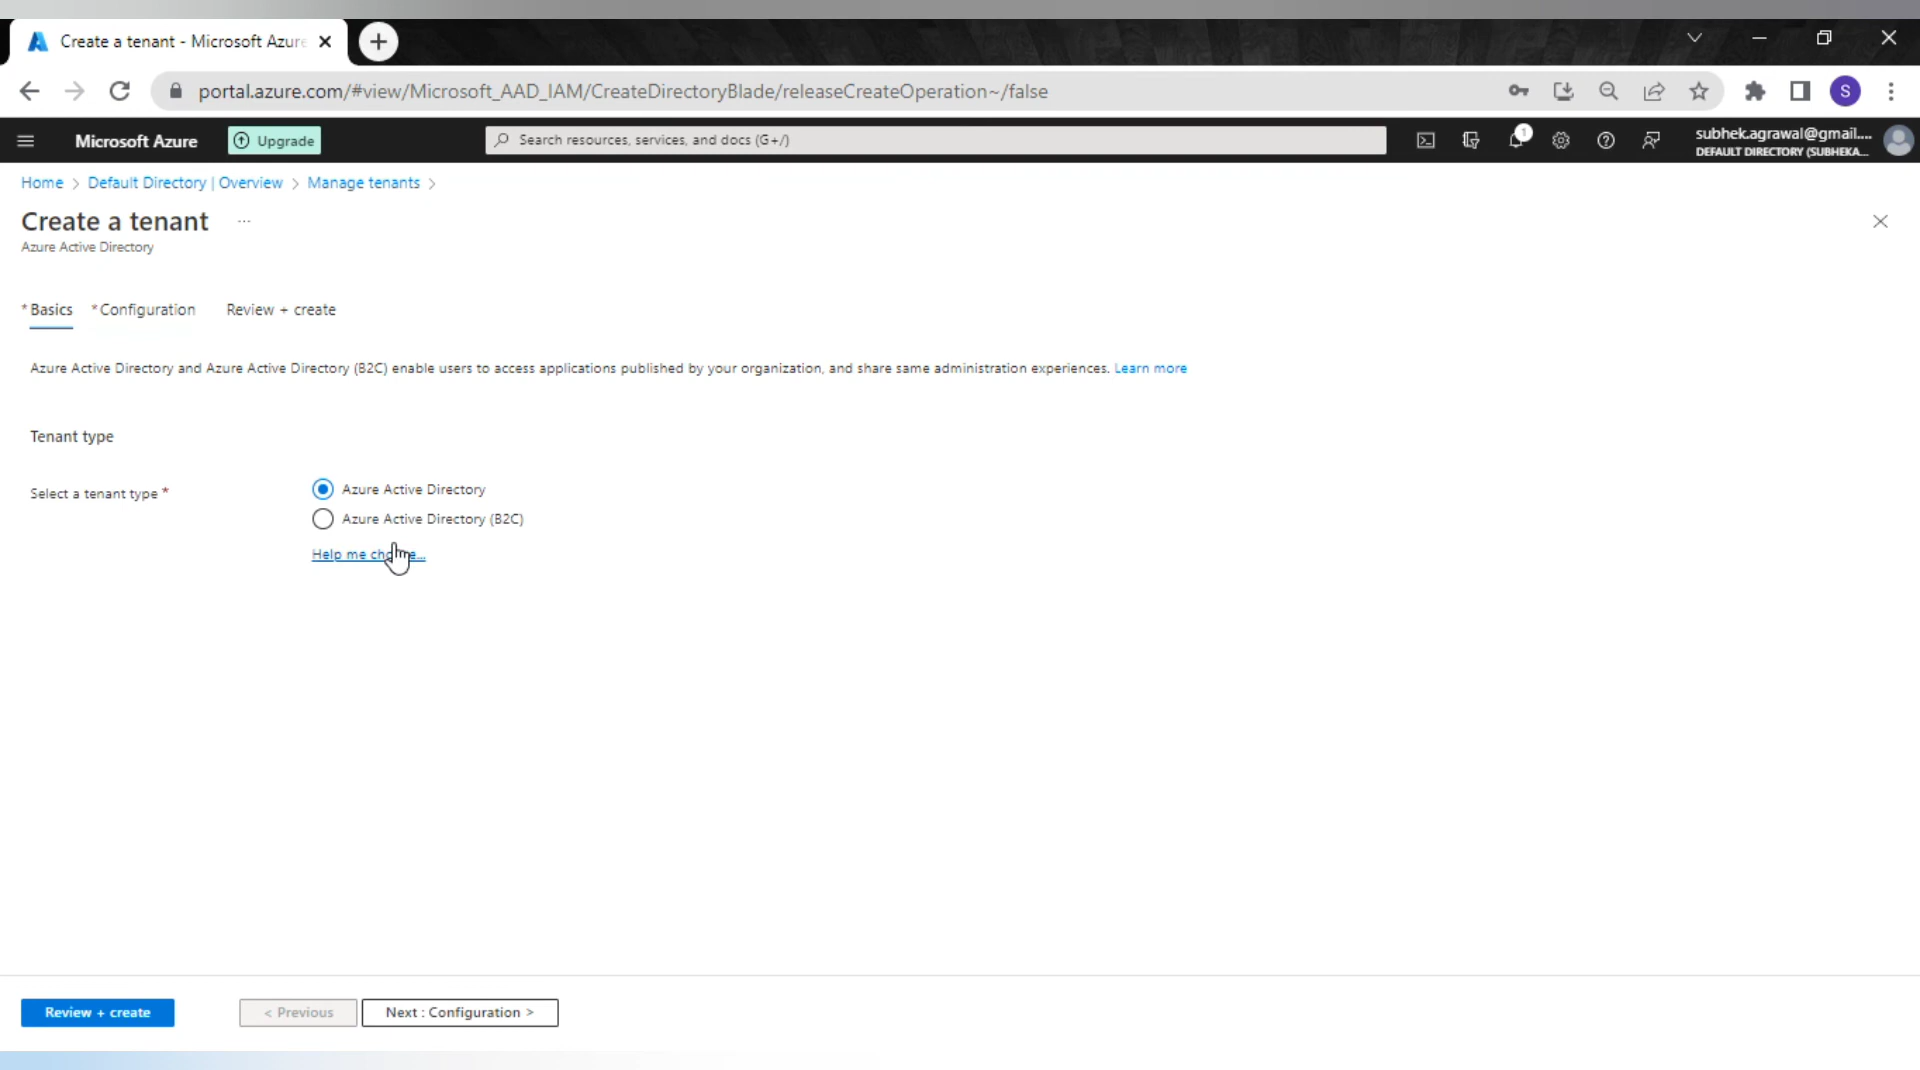 Create a tenant - Microsoft Azure
portal.azure.com/#view/Microsoft_AAD_IAM/CreateDirectoryBlade/releaseCreateOperation~/false
S
Microsoft Azure
Upgrade
Search resources, services, and docs (G+/)
1
subhek.agrawal@gmail....
DEFAULT DIRECTORY (SUBHEKA...
Home > Default Directory | Overview > Manage tenants >
Create a tenant ...
Azure Active Directory
* Basics * Configuration Review + create
Azure Active Directory and Azure Active Directory (B2C) enable users to access applications published by your organization, and share same administration experiences. Learn more
Tenant type
Select a tenant type *
Azure Active Directory
Azure Active Directory (B2C)
Help me
Review + create
< Previous
Next : Configuration >